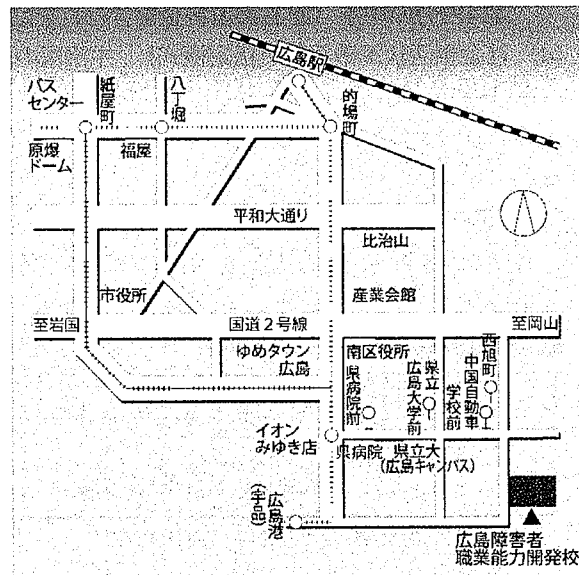 広島駅
バス
センター
紙屋町
八丁堀
的場町
原爆
ドーム
福屋
平和大通り
比治山
市役所
産業会館
至岩国
国道2号線
至岡山
ゆめタウン
広島
南区役所
県病院前
県立
広島大学前
西旭町
中国自動車
学校前
イオン
みゆき店
県病院
県立大
(広島キャンパス)
広島港
(宇品)
広島障害者
職業能力開発校